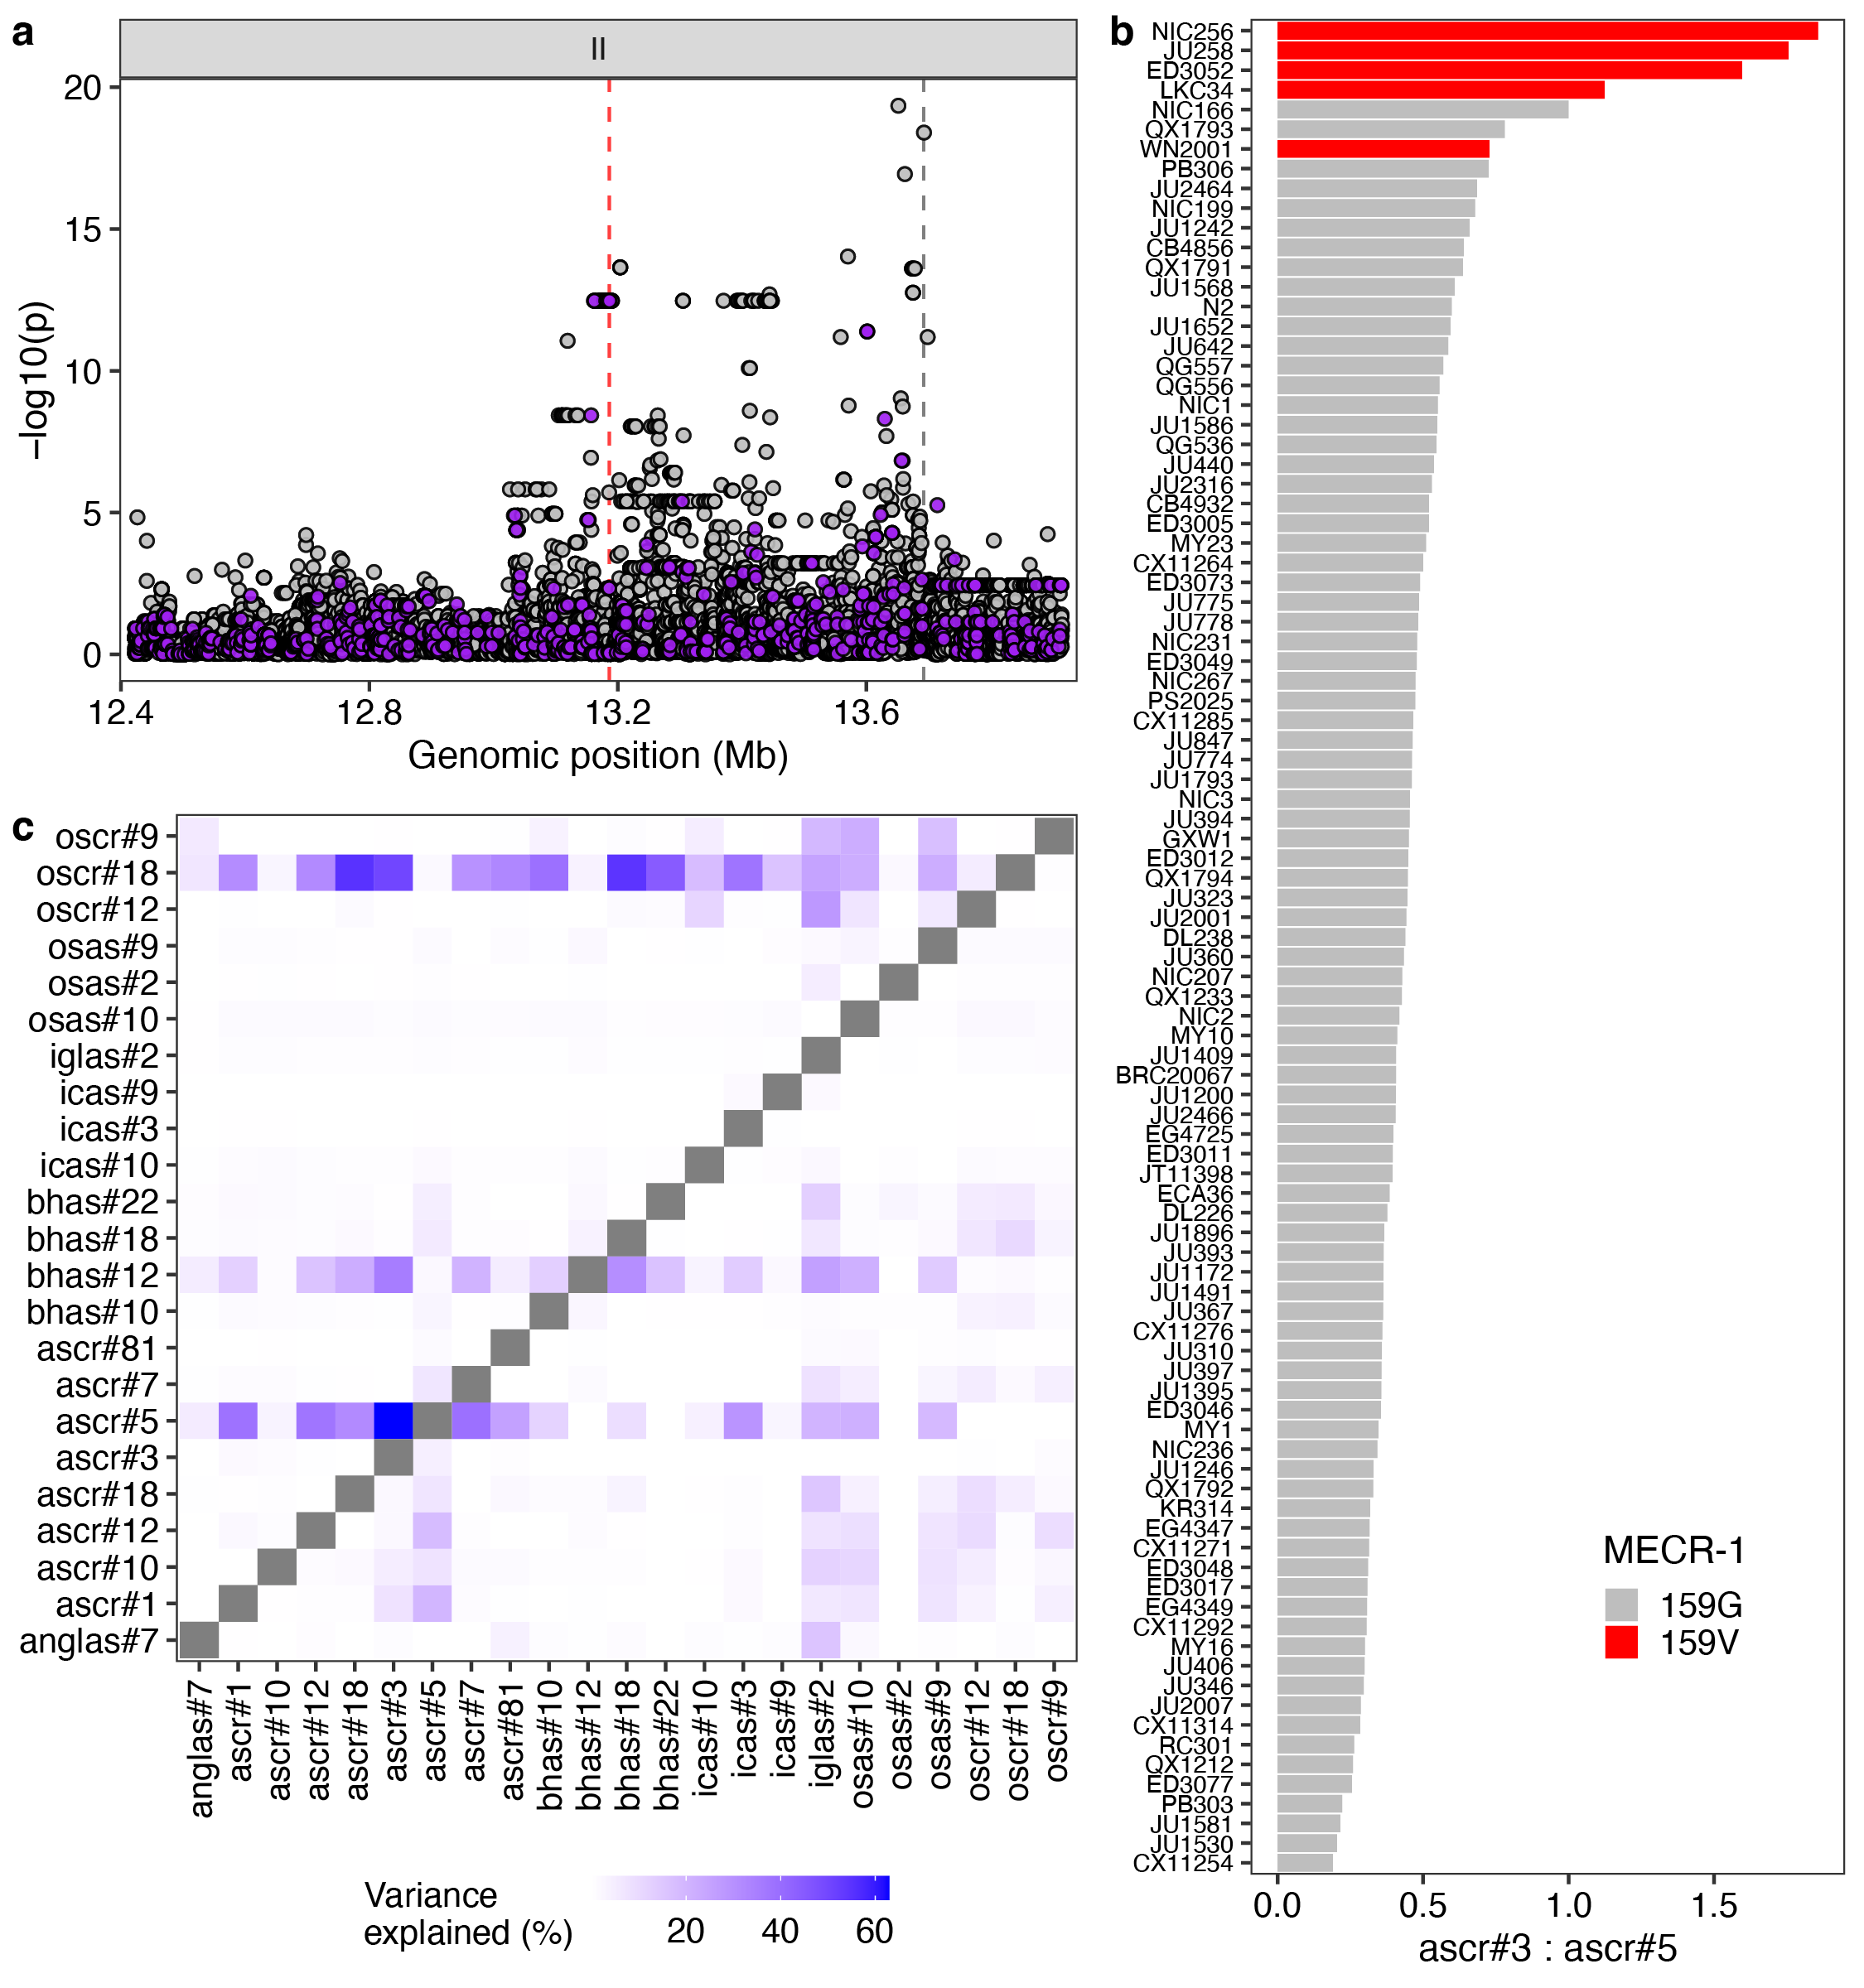 a
II
20
15
10
5
0
−log10(p)
12.4
12.8
13.2
13.6
Genomic position (Mb)
b
NIC256
JU258
ED3052
LKC34
NIC166
QX1793
WN2001
PB306
JU2464
NIC199
JU1242
CB4856
QX1791
JU1568
N2
JU1652
JU642
QG557
QG556
NIC1
JU1586
QG536
JU440
JU2316
CB4932
ED3005
MY23
CX11264
ED3073
JU775
JU778
NIC231
ED3049
NIC267
PS2025
CX11285
JU847
JU774
JU1793
NIC3
JU394
GXW1
ED3012
QX1794
JU323
JU2001
DL238
JU360
NIC207
QX1233
NIC2
MY10
JU1409
BRC20067
JU1200
JU2466
EG4725
ED3011
JT11398
ECA36
DL226
JU1896
JU393
JU1172
JU1491
JU367
CX11276
JU310
JU397
JU1395
ED3046
MY1
NIC236
JU1246
QX1792
KR314
EG4347
CX11271
ED3048
ED3017
EG4349
CX11292
MY16
JU406
JU346
JU2007
CX11314
RC301
QX1212
ED3077
PB303
JU1581
JU1530
CX11254
0.0
0.5
1.0
1.5
ascr#3 : ascr#5
MECR-1
159G
159V
c
oscr#9
oscr#18
oscr#12
osas#9
osas#2
osas#10
iglas#2
icas#9
icas#3
icas#10
bhas#22
bhas#18
bhas#12
bhas#10
ascr#81
ascr#7
ascr#5
ascr#3
ascr#18
ascr#12
ascr#10
ascr#1
anglas#7
anglas#7
ascr#1
ascr#10
ascr#12
ascr#18
ascr#3
ascr#5
ascr#7
ascr#81
bhas#10
bhas#12
bhas#18
bhas#22
icas#10
icas#3
icas#9
iglas#2
osas#10
osas#2
osas#9
oscr#12
oscr#18
oscr#9
Variance
explained (%)
20
40
60